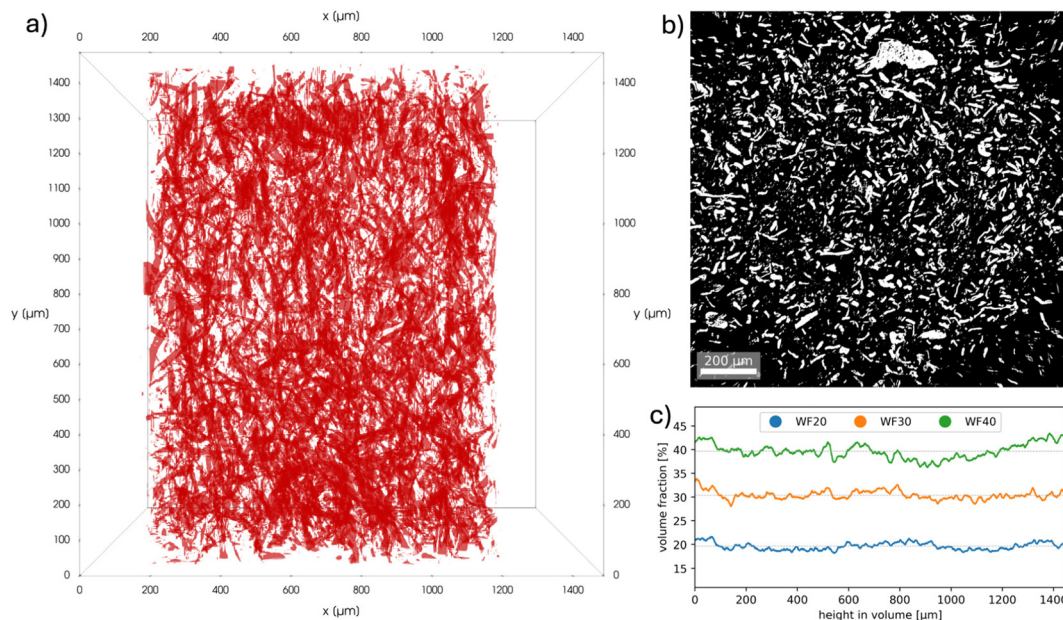 a)
x (µm)
0 200 400 600 800 1000 1200 1400
1400 1400
1300
1200 1200
1100
1000 1000
900
800 800
y (µm) y (µm)
700
600 600
500
400 400
300
200 200
100
0 0
0 200 400 600 800 1000 1200 1400
x (µm)
b)
200 µm
c)
WF20 WF30 WF40
volume fraction [%]
45
40
35
30
25
20
15
0 200 400 600 800 1000 1200 1400
height in volume [µm]